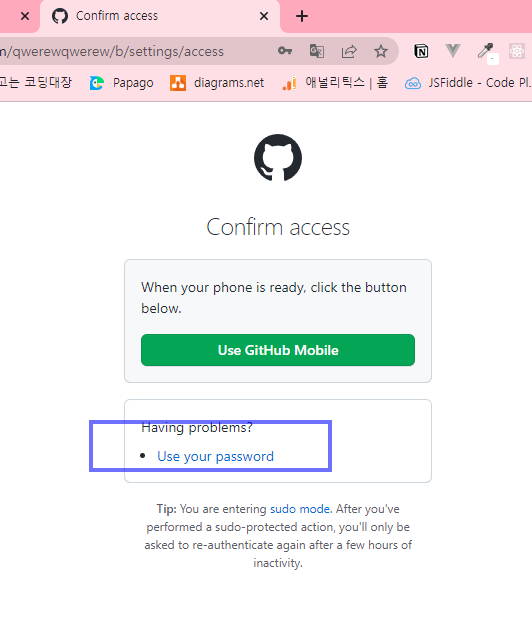 Confirm access
m/qwerewqwerew/b/settings/access
고는 코딩대장 Papago diagrams.net 애널리틱스 | 홈 JSFiddle - Code Pl..
Confirm access
When your phone is ready, click the button
below.
Use GitHub Mobile
Having problems?
Use your password
Tip: You are entering sudo mode. After you've
performed a sudo-protected action, you'll only be
asked to re-authenticate again after a few hours of
inactivity.